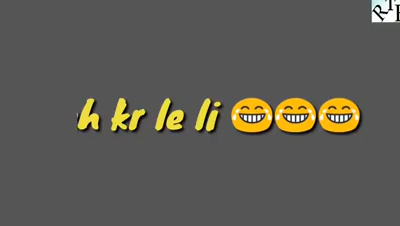 h kr le li 😂😂😂